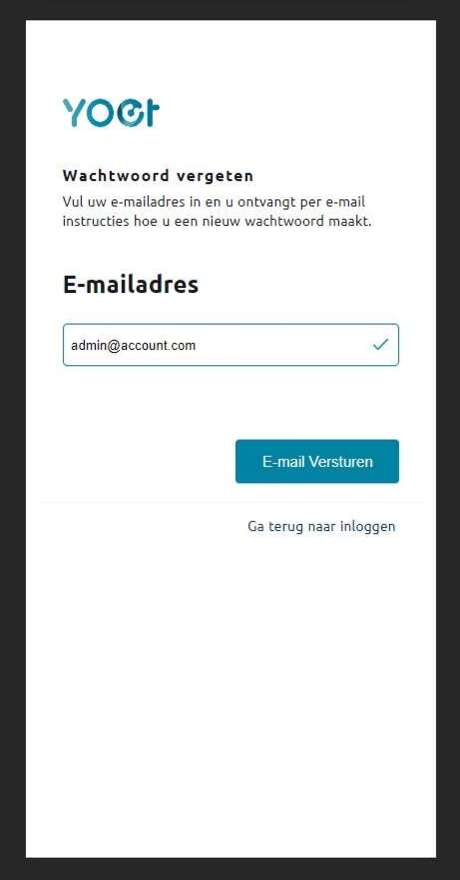 YOGT
Wachtwoord vergeten
Vul uw e-mailadres in en u ontvangt per e-mail
instructies hoe u een nieuw wachtwoord maakt.
E-mailadres
admin@account.com
E-mail Versturen
Ga terug naar inloggen